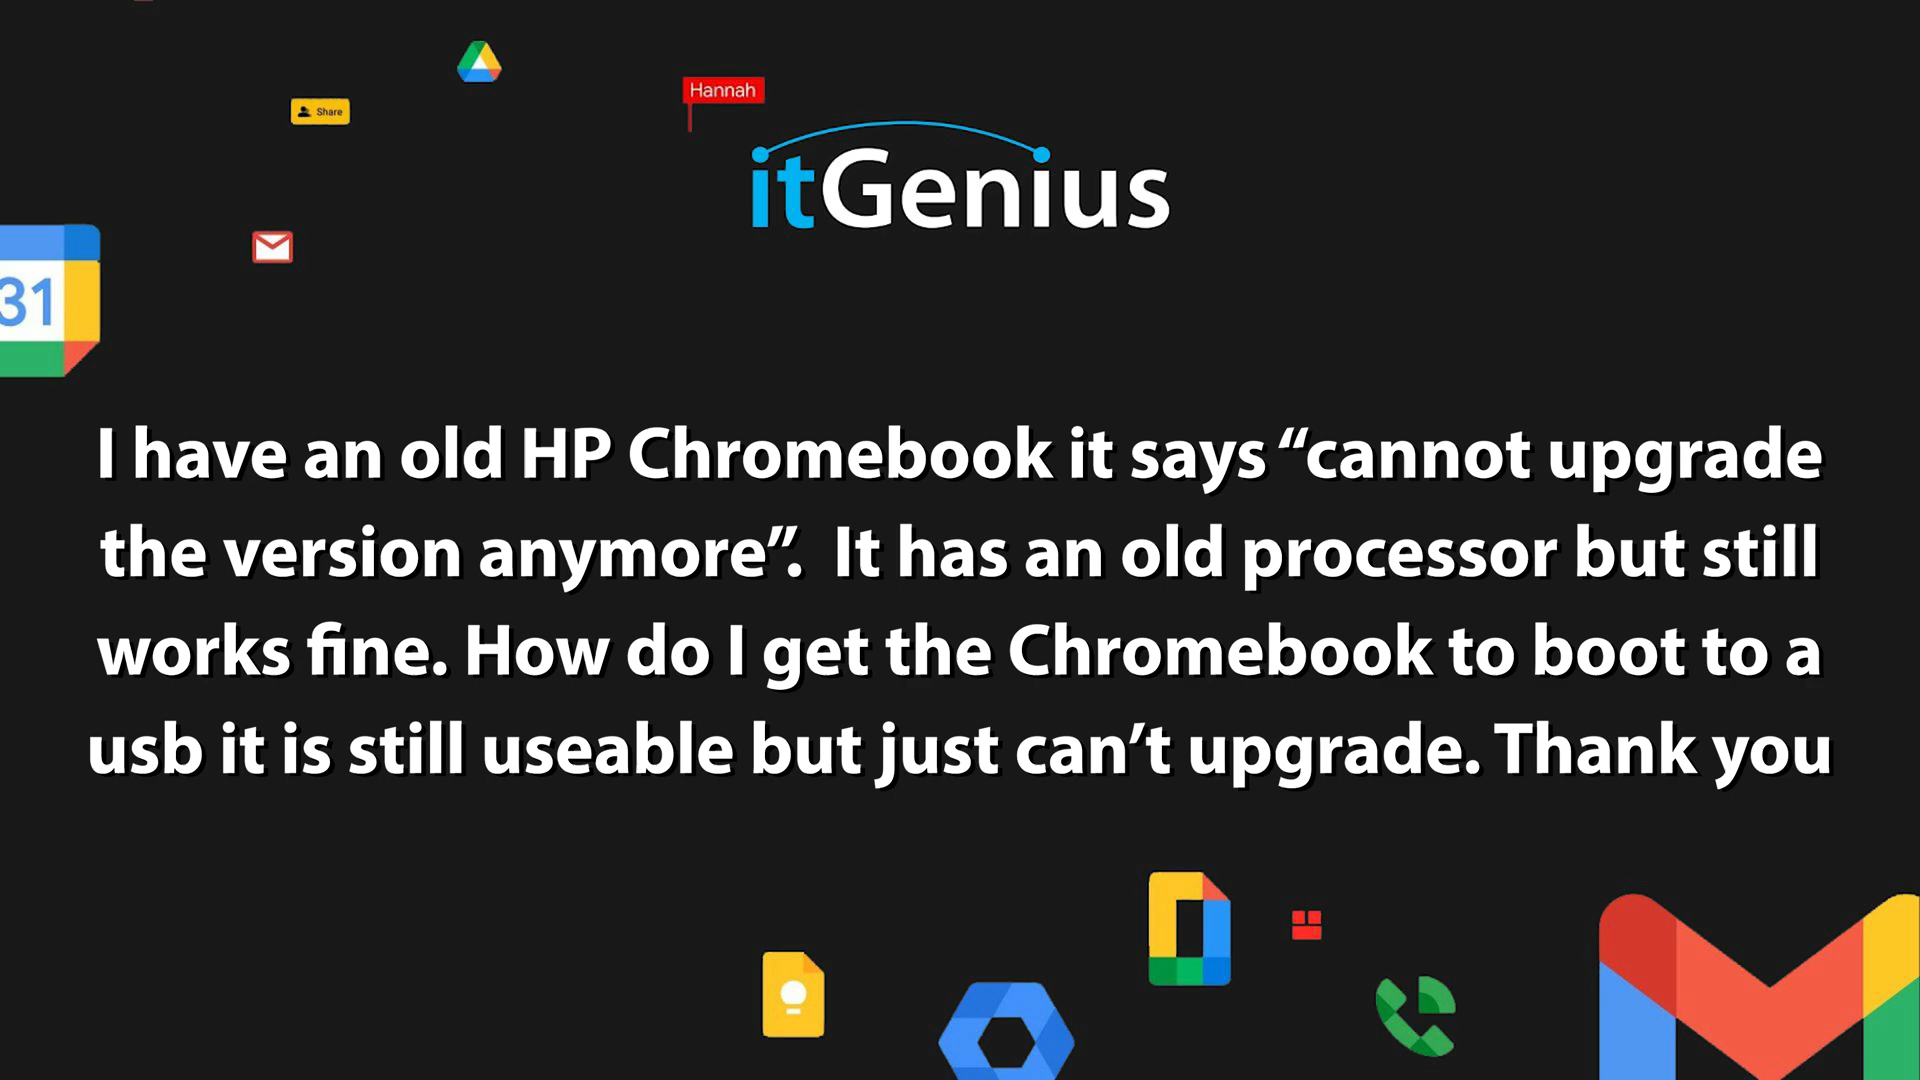 Hannah
Share
itGenius
31
I have an old HP Chromebook it says “cannot upgrade
the version anymore”.  It has an old processor but still
works fine. How do I get the Chromebook to boot to a
usb it is still useable but just can’t upgrade. Thank you